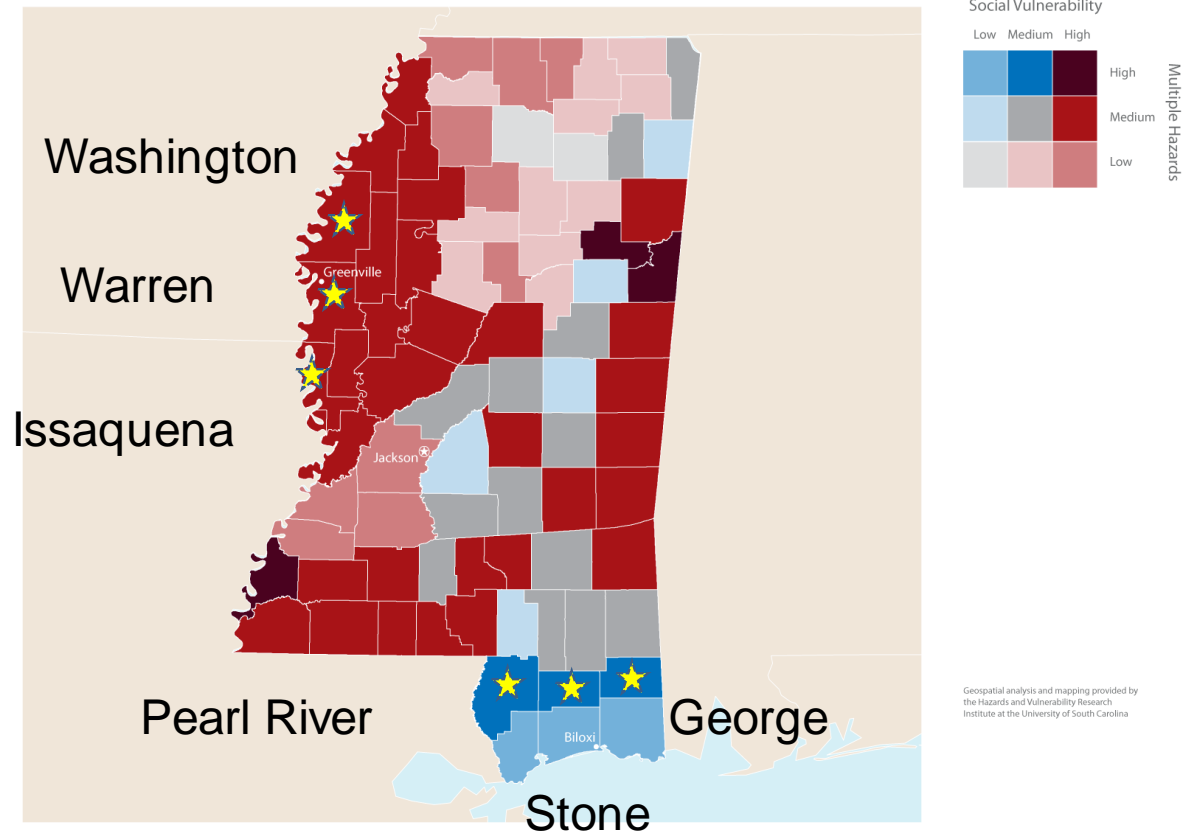 Social Vulnerability
Low Medium High
High
Medium
Low
Multiple Hazards
Washington
Warren
Greenville
Issaquena
Jackson
Pearl River
George
Biloxi
Stone
Geospatial analysis and mapping provided by
the Hazards and Vulnerability Research
Institute at the University of South Carolina